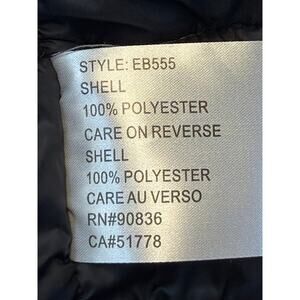 STYLE: EB555
SHELL
100% POLYESTER
CARE ON REVERSE
SHELL
100% POLYESTER
CARE AU VERSO
RN#90836
CA#51778